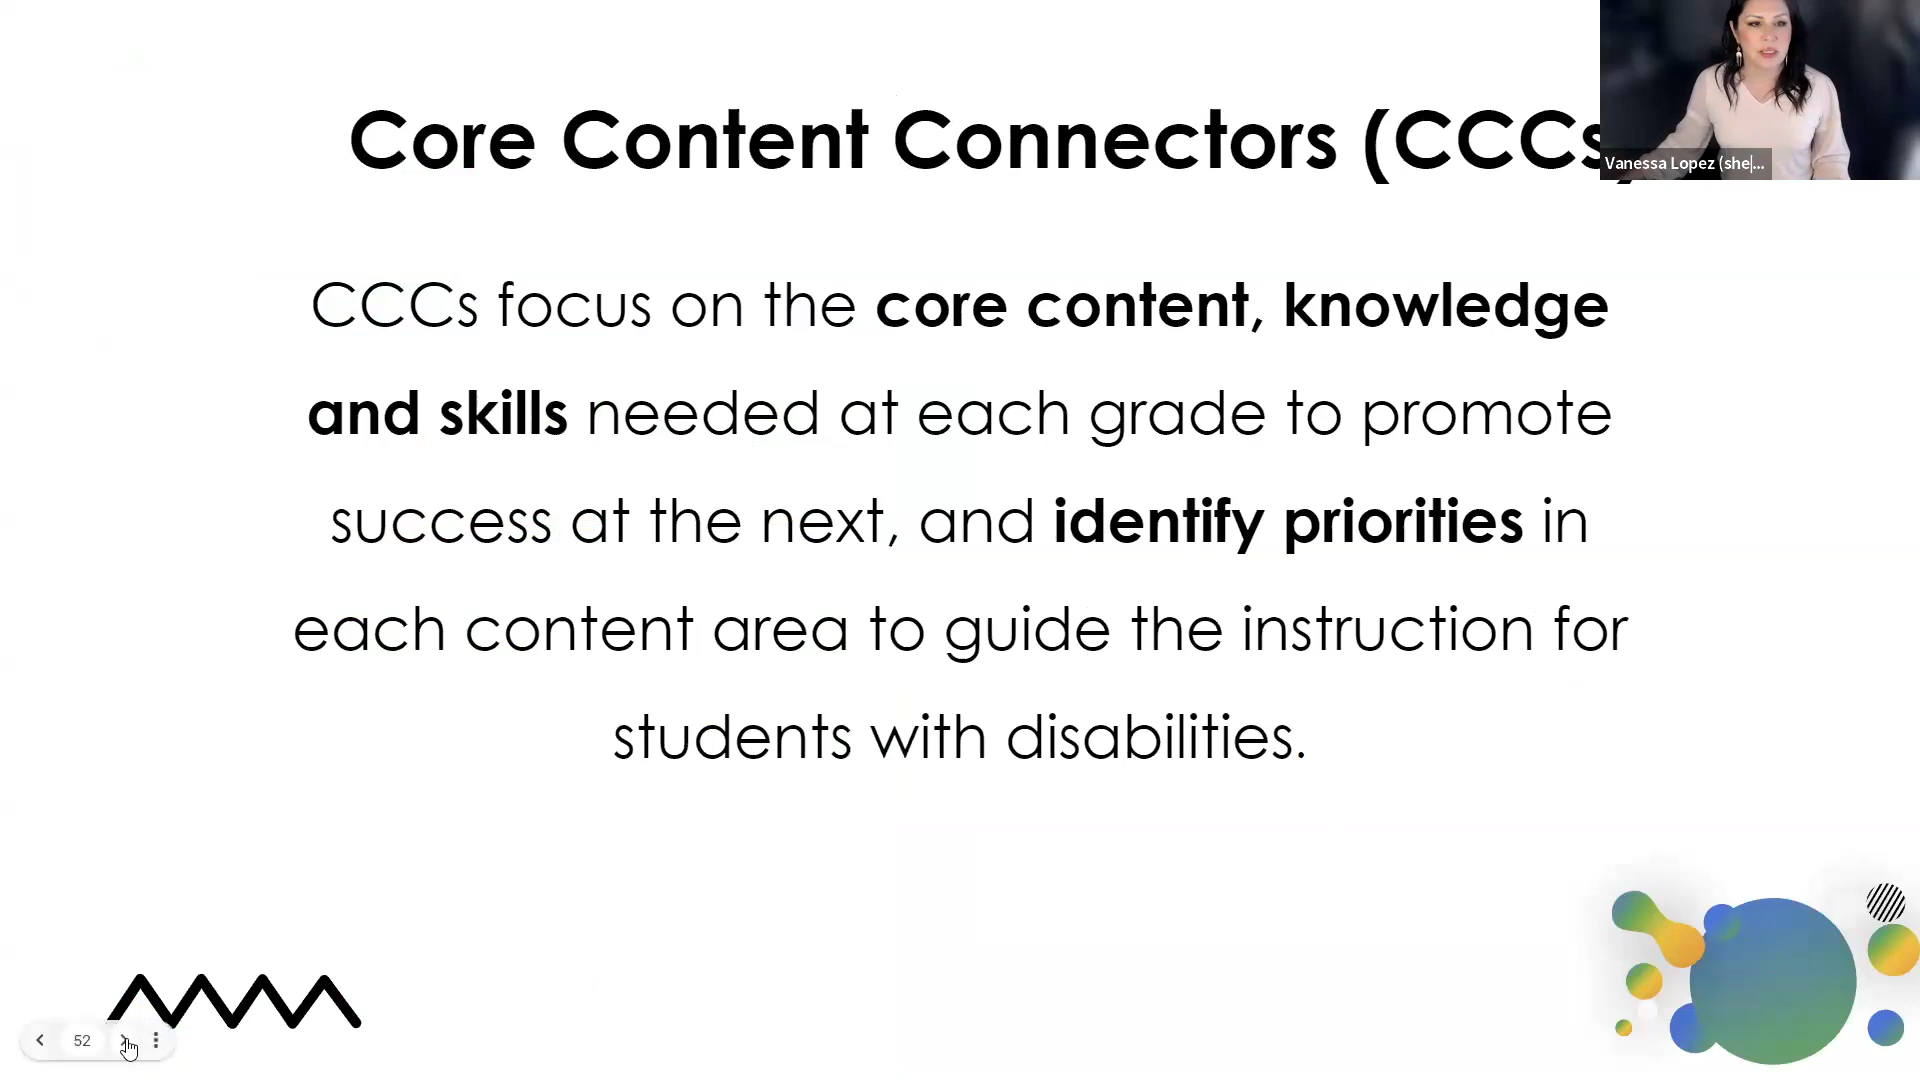 Core Content Connectors (CCCs)
Vanessa Lopez (she|...
CCCs focus on the core content, knowledge
and skills needed at each grade to promote
success at the next, and identify priorities in
each content area to guide the instruction for
students with disabilities.
52